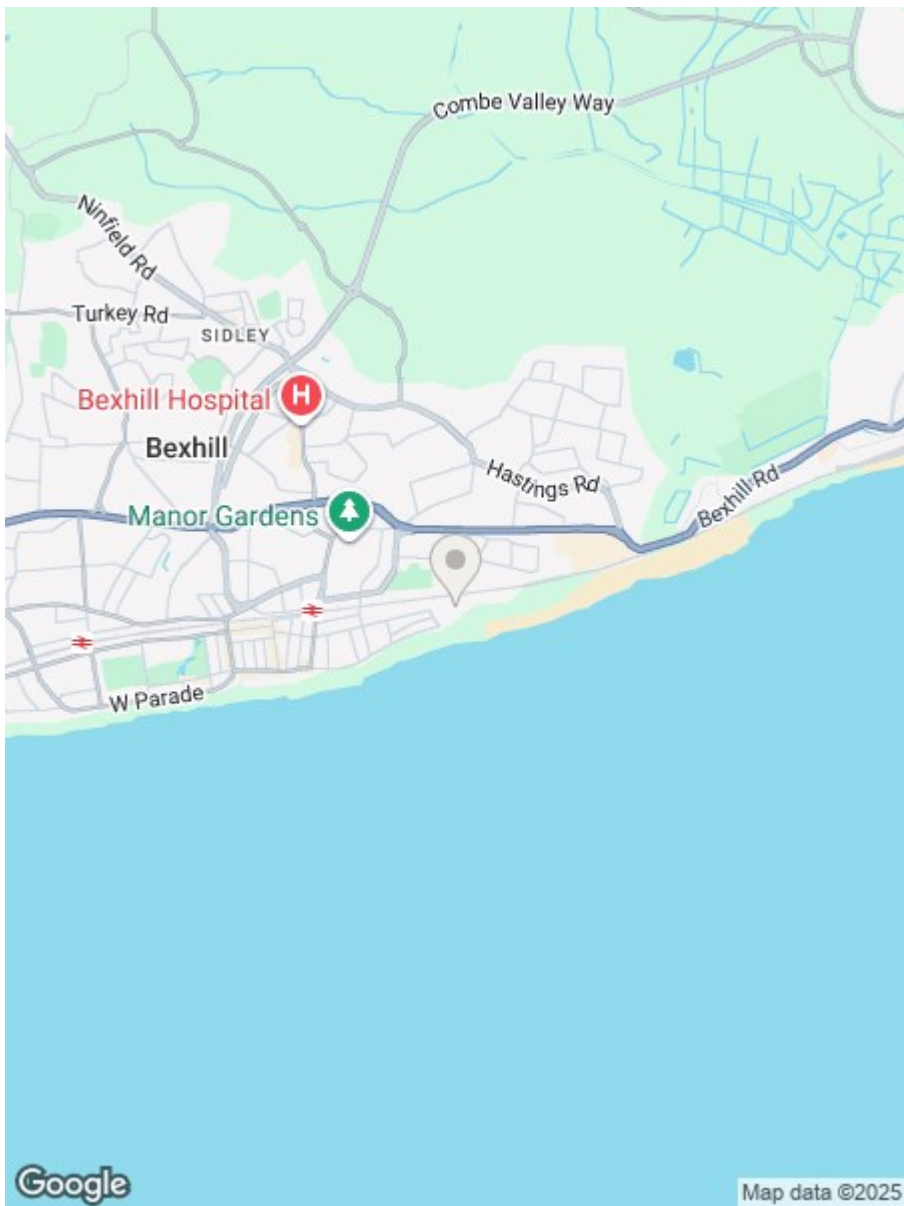 Combe Valley Way
Ninfield Rd
Turkey Rd
SIDLEY
Bexhill Hospital
H
Bexhill
Hastings Rd
Bexhill Rd
Manor Gardens
W Parade
Google
Map data ©2025